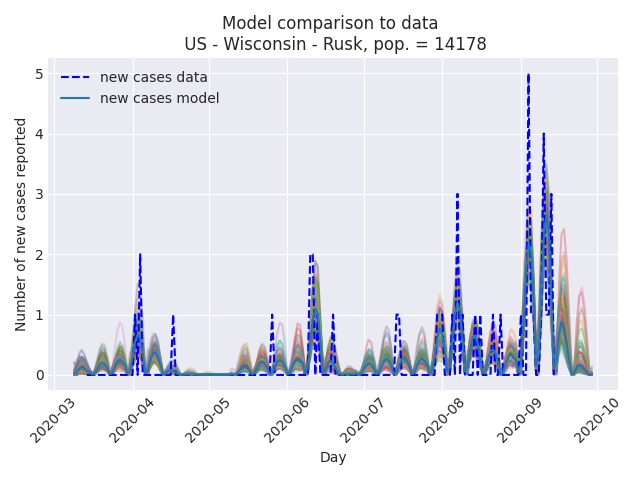 Model comparison to data
US - Wisconsin - Rusk, pop. = 14178
new cases data
new cases model
Number of new cases reported
5
4
3
2
1
0
2020-03
2020-04
2020-05
2020-06
2020-07
2020-08
2020-09
2020-10
Day